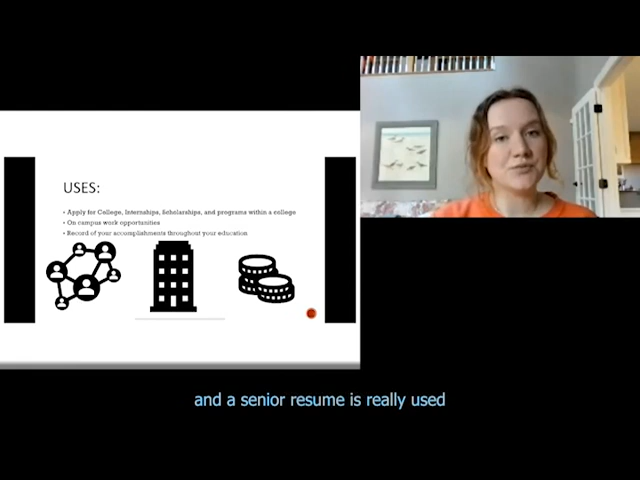 USES:
• Apply for College, Internships, Scholarships, and programs within a college
• On campus work opportunities
• Record of your accomplishments throughout your education
and a senior resume is really used